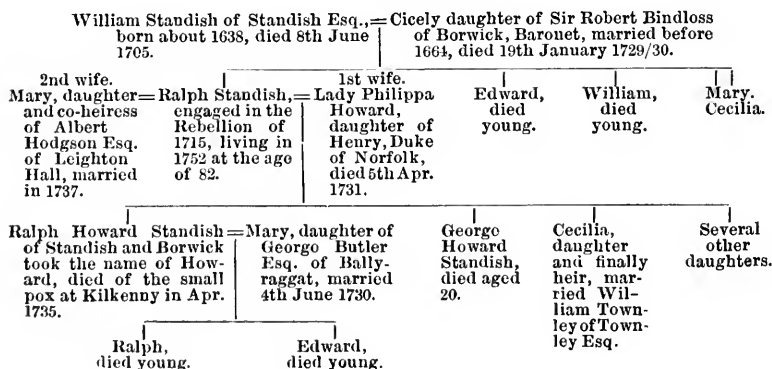 William Standish of Standish Esq.,=Cicely daughter of Sir Robert Bindloss
born about 1638, died 8th June
1705.
of Borwick, Baronet, married before
1664, died 19th January 1729/30.
2nd wife.
Mary, daughter=
and co-heiress
of Albert
Hodgson Esq.
of Leighton
Hall, married
in 1737.
Ralph Standish,=
engaged in the
Rebellion of
1715, living in
1752 at the age
of 82.
1st wife.
Lady Philippa
Howard,
daughter of
Henry, Duke
of Norfolk,
died 5th Apr.
1731.
Edward,
died
young.
William,
died
young.
Mary.
Cecilia.
Ralph Howard Standish=
of Standish and Borwick
took the name of How-
ard, died of the small
pox at Kilkenny in Apr.
1735.
Mary, daughter of
George Butler
Esq. of Bally-
raggat, married
4th June 1730.
George
Howard
Standish,
died aged
20.
Cecilia,
daughter
and finally
heir, mar-
ried Wil-
liam Town-
ley of Town-
ley Esq.
Several
other
daughters.
Ralph,
died young.
Edward,
died young.